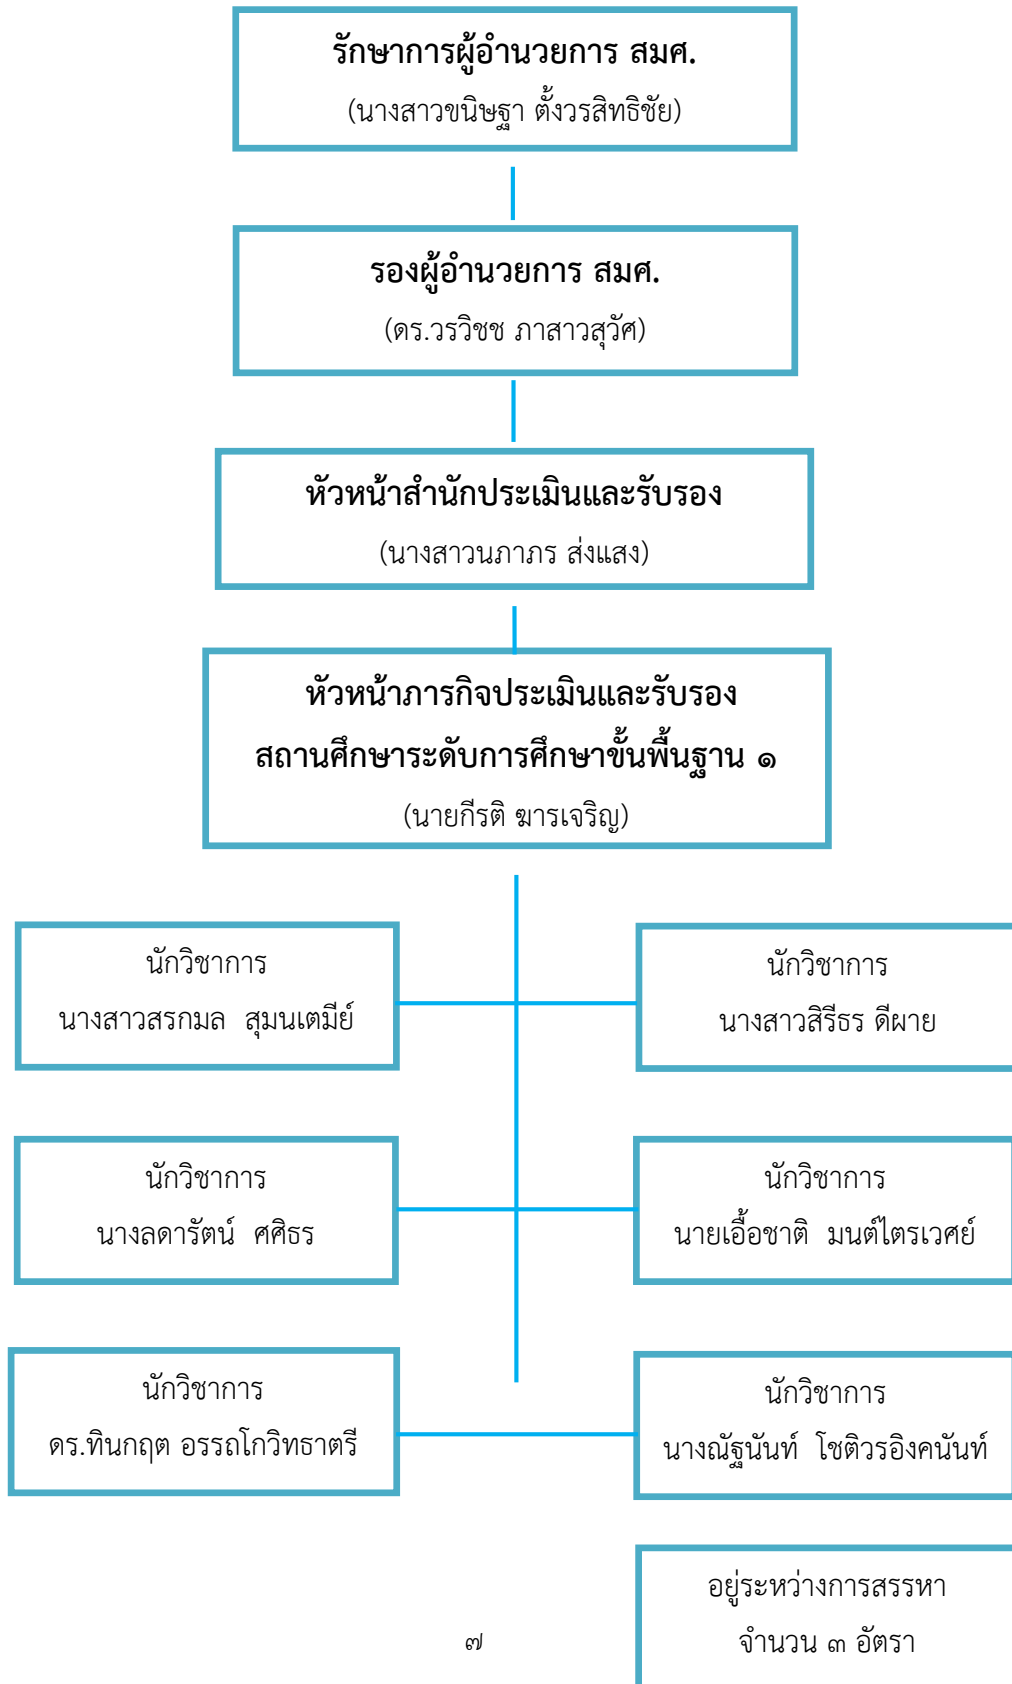 รักษาการผู้อำนวยการ สมศ.
(นางสาวขนิษฐา ตั้งวรสิทธิชัย)
รองผู้อำนวยการ สมศ.
(ดร.วรวิชช ภาสาวสุวัศ)
หัวหน้าสำนักประเมินและรับรอง
(นางสาวนภาภร ส่งแสง)
หัวหน้าภารกิจประเมินและรับรอง
สถานศึกษาระดับการศึกษาขั้นพื้นฐาน ๑
(นายกีรติ ฆารเจริญ)
นักวิชาการ
นางสาวสรกมล  สุมนเตมีย์
นักวิชาการ
นางสาวสิรีธร ดีผาย
นักวิชาการ
นางลดารัตน์  ศศิธร
นักวิชาการ
นายเอื้อชาติ  มนต์ไตรเวศย์
นักวิชาการ
ดร.ทินกฤต อรรถโกวิทธาตรี
นักวิชาการ
นางณัฐนันท์  โชติวรอิงคนันท์
อยู่ระหว่างการสรรหา
จำนวน ๓ อัตรา
๗